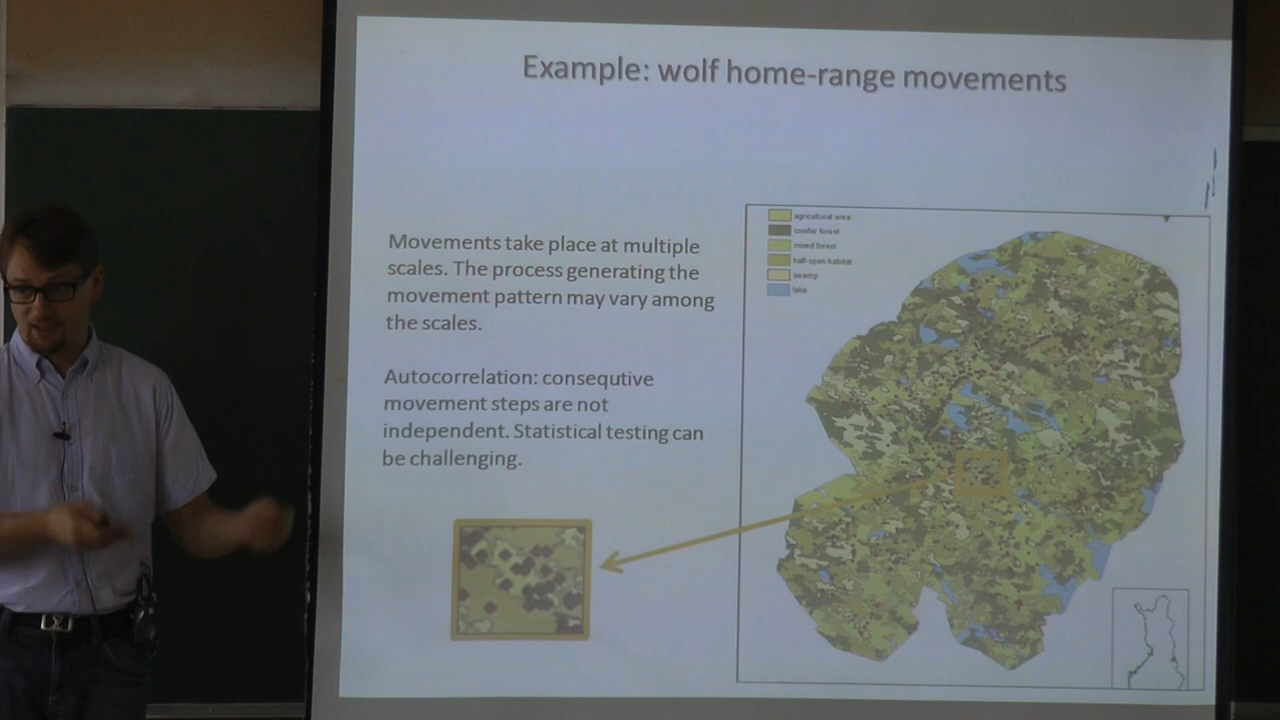 Example: wolf home-range movements
Movements take place at multiple
scales. The process generating the
movement pattern may vary among
the scales.
Autocorrelation: consequtive
movement steps are not
independent. Statistical testing can
be challenging.
agricultural area
conifer forest
mixed forest
half-open habitat
swamp
lake